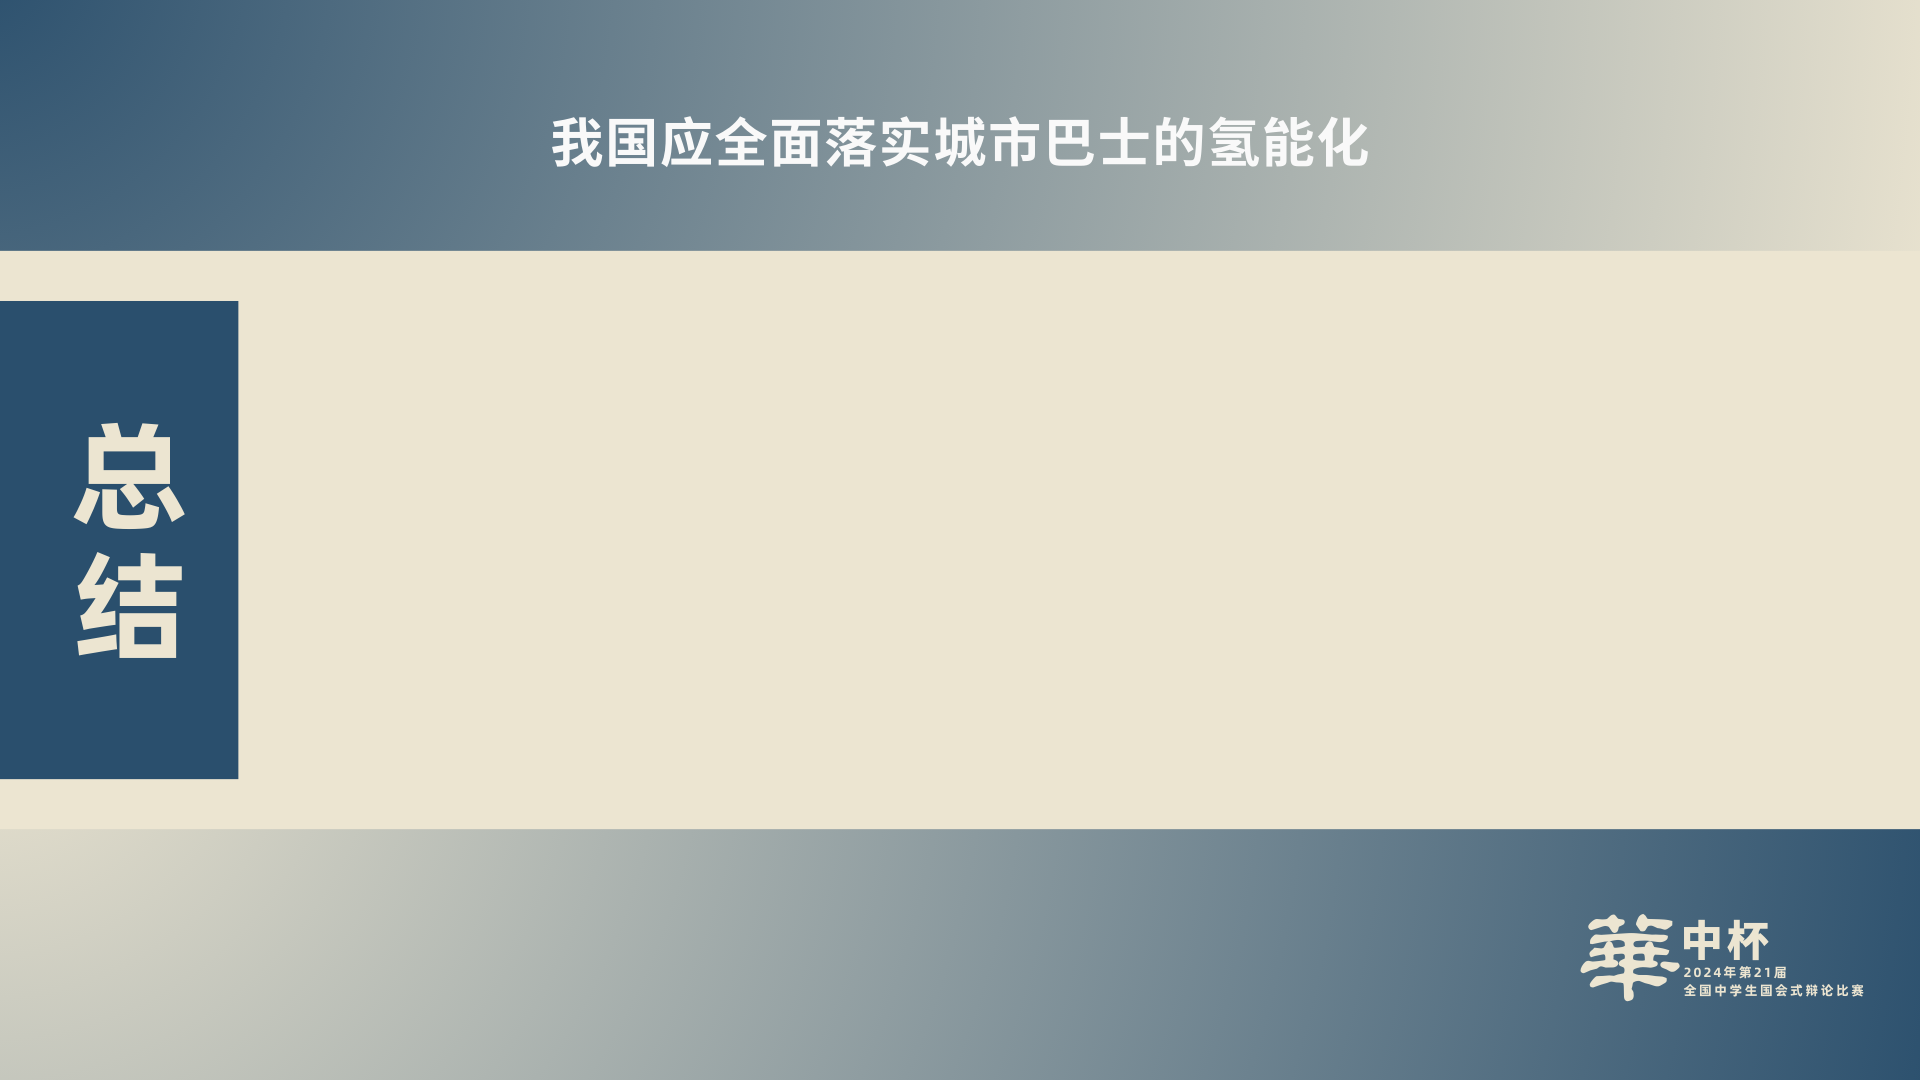 我国应全面落实城市巴士的氢能化
总
结
華中杯
2024年第21届
全国中学生国会式辩论比赛